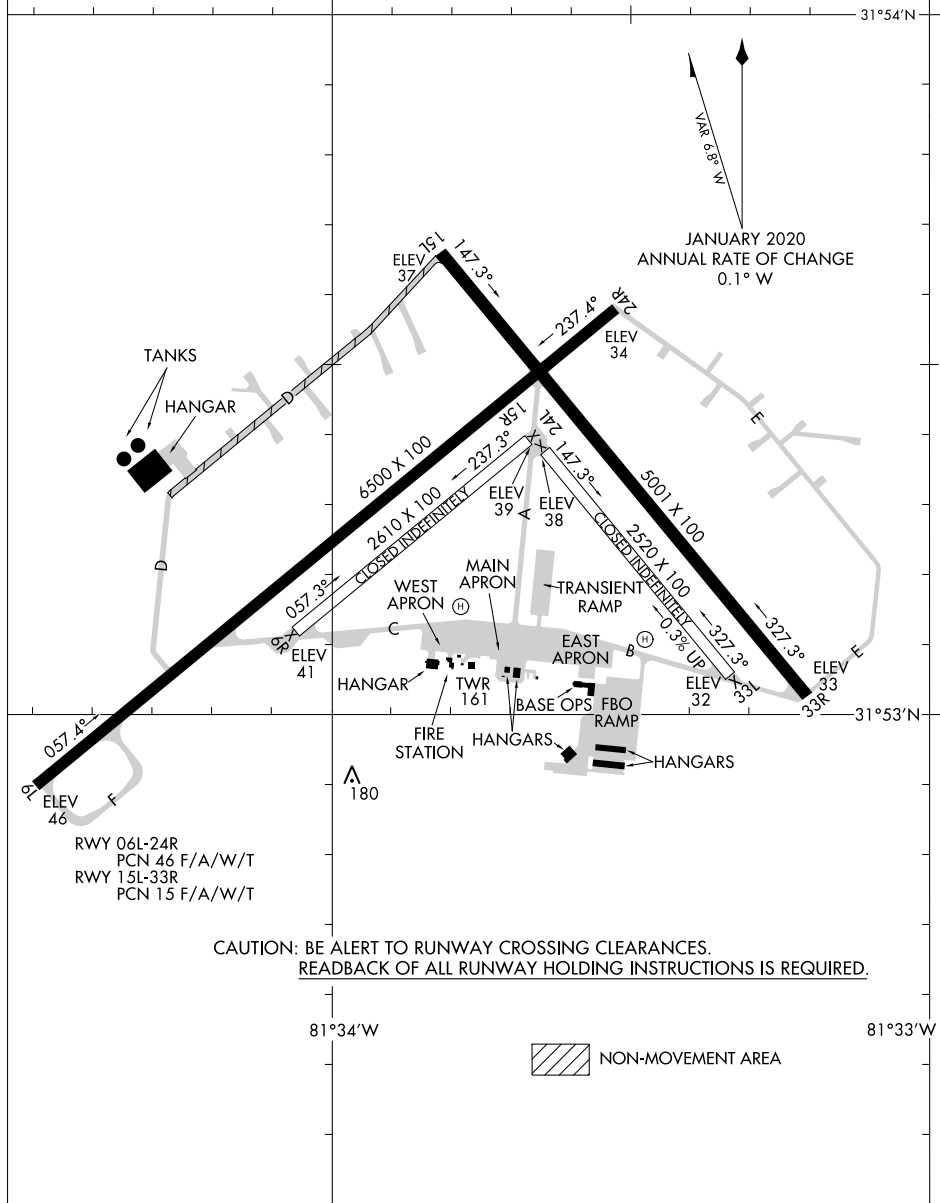 31°54'N
VAR 6.8° W
JANUARY 2020
ANNUAL RATE OF CHANGE
0.1° W
15L
147.3°
ELEV
37
237.4°
24R
ELEV
34
TANKS
HANGAR
D
E
15R
24L
6500 X 100
237.3°
147.3°
5001 X 100
ELEV
39
A
ELEV
38
2610 X 100
CLOSED INDEFINITELY
2520 X 100
CLOSED INDEFINITELY
D
057.3°
WEST
APRON
H
MAIN
APRON
TRANSIENT
RAMP
6R
ELEV
41
C
EAST
APRON
H
B
0.3% UP
327.3°
327.3°
E
HANGAR
TWR
161
BASE OPS
FBO
RAMP
ELEV
32
33L
ELEV
33
33R
FIRE
STATION
HANGARS
HANGARS
31°53'N
057.4°
6L
ELEV
46
F
180
RWY 06L-24R
PCN 46 F/A/W/T
RWY 15L-33R
PCN 15 F/A/W/T
CAUTION: BE ALERT TO RUNWAY CROSSING CLEARANCES.
READBACK OF ALL RUNWAY HOLDING INSTRUCTIONS IS REQUIRED.
81°34'W
81°33'W
NON-MOVEMENT AREA